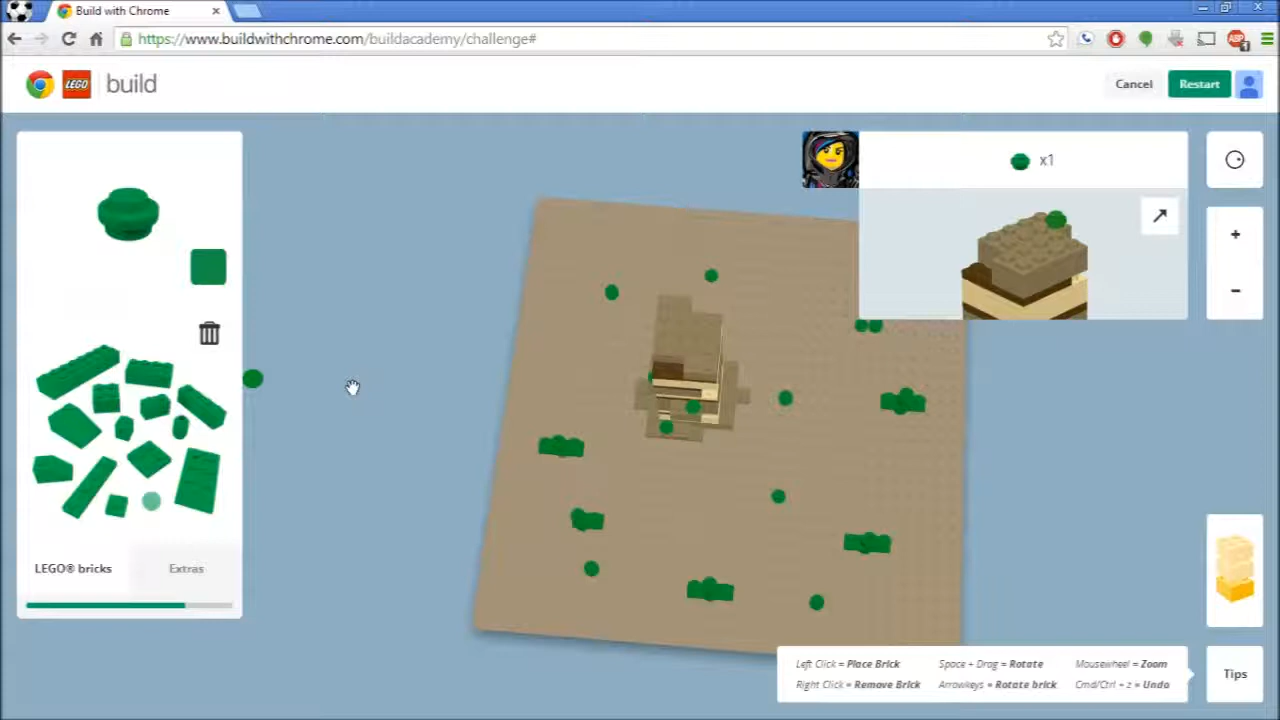 Build with Chrome
https://www.buildwithchrome.com/buildacademy/challenge#
LEGO build
Cancel
Restart
x1
LEGO® bricks
Extras
Left Click = Place Brick
Space + Drag = Rotate
Mousewheel = Zoom
Right Click = Remove Brick
Arrowkeys = Rotate brick
Cmd/Ctrl + z = Undo
Tips